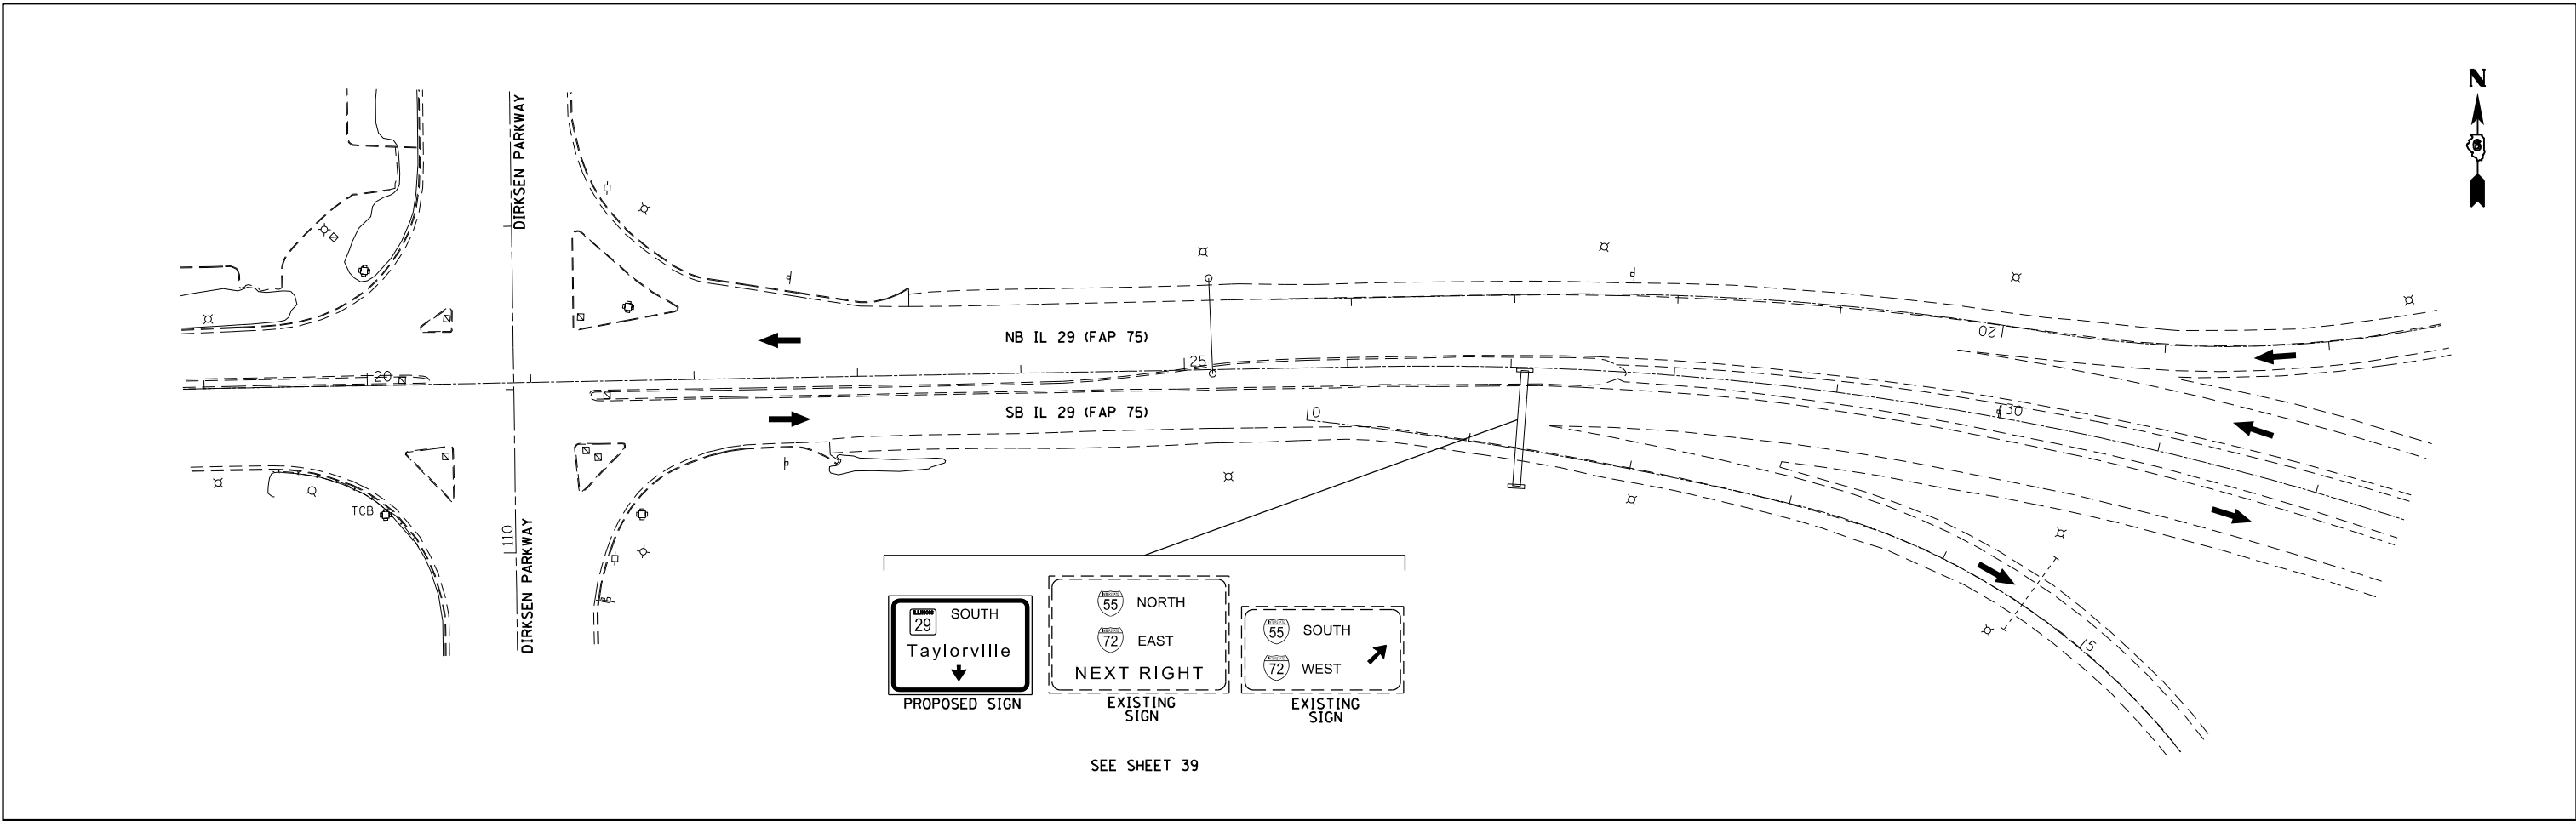 N
6
DIRKSEN PARKWAY
NB IL 29 (FAP 75)
20
25
20
SB IL 29 (FAP 75)
0
30
TCB
110
DIRKSEN PARKWAY
5
ILLINOIS
29 SOUTH
Taylorville
PROPOSED SIGN
55 NORTH
72 EAST
NEXT RIGHT
EXISTING
SIGN
55 SOUTH
72 WEST
EXISTING
SIGN
SEE SHEET 39